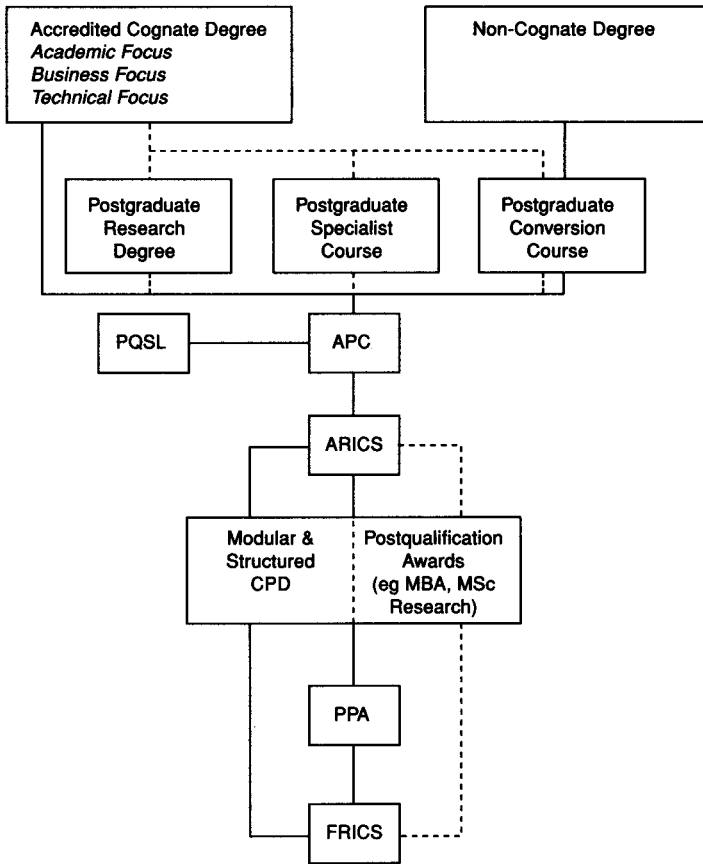 Accredited Cognate Degree
Academic Focus
Business Focus
Technical Focus
Non-Cognate Degree
Postgraduate
Research
Degree
Postgraduate
Specialist
Course
Postgraduate
Conversion
Course
PQSL
APC
ARICS
Modular &
Structured
CPD
Postqualification
Awards
(eg MBA, MSc
Research)
PPA
FRICS